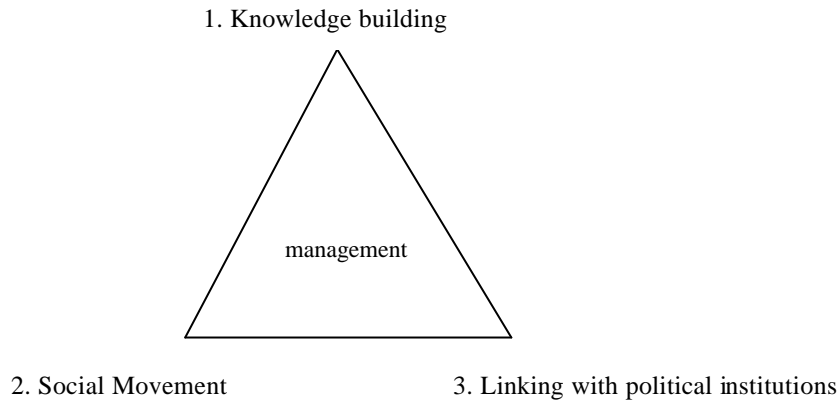 1. Knowledge building
management
2. Social Movement
3. Linking with political institutions